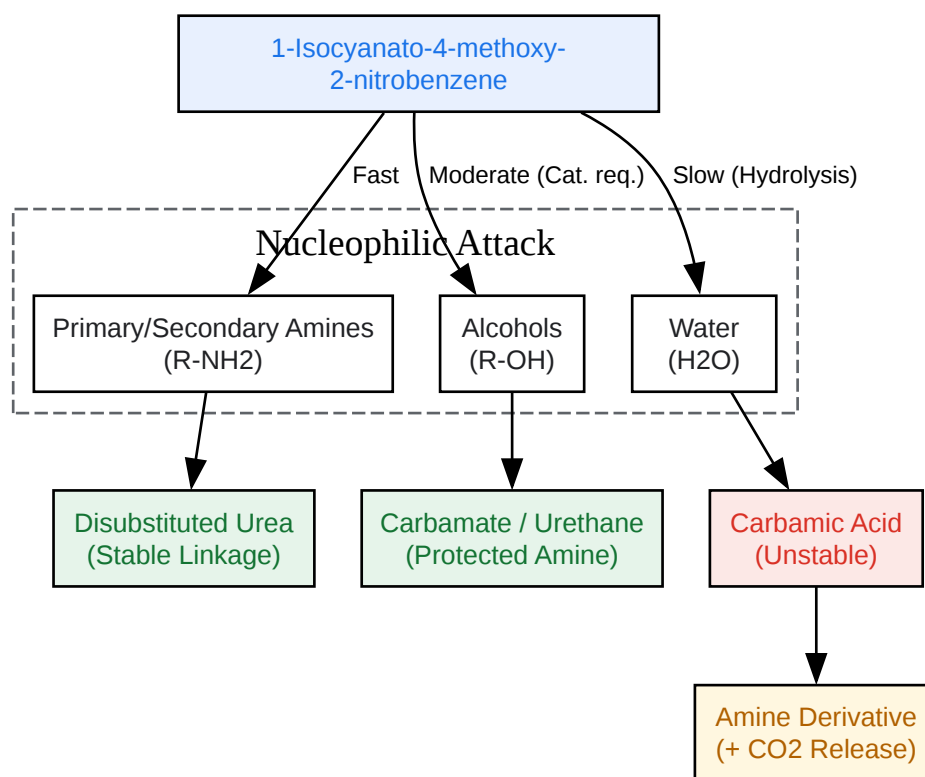 1-Isocyanato-4-methoxy-
2-nitrobenzene
Fast
Moderate (Cat. req.)
Slow (Hydrolysis)
Nucleophilic Attack
Primary/Secondary Amines
(R-NH2)
Alcohols
(R-OH)
Water
(H2O)
Disubstituted Urea
(Stable Linkage)
Carbamate / Urethane
(Protected Amine)
Carbamic Acid
(Unstable)
Amine Derivative
(+ CO2 Release)